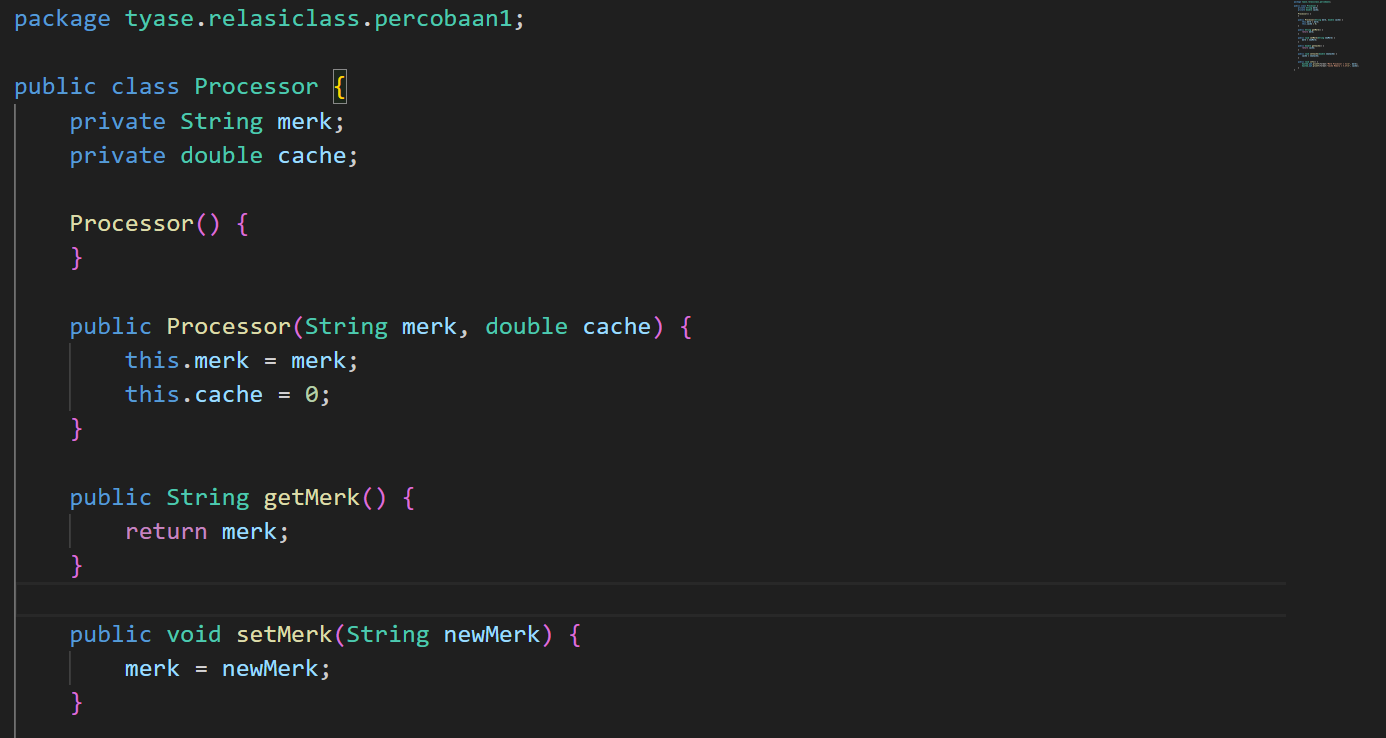 package tyase.relasiclass.percobaan1;
public class Processor {
private String merk;
private double cache;
Processor() {
}
public Processor(String merk, double cache) {
this.merk = merk;
this.cache = 0;
}
public String getMerk() {
return merk;
}
public void setMerk(String newMerk) {
merk = newMerk;
}